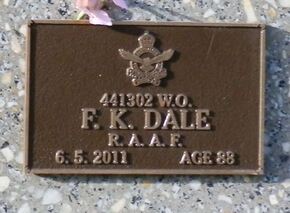 441302 W.O.
F. K. DALE
R. A. A. F.
6. 5. 2011 AGE 88